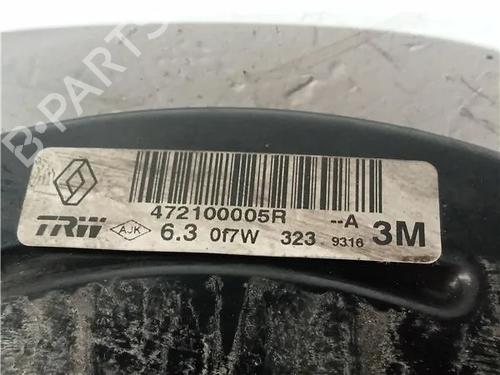 B-PARTS
472100005R --A
TRW AJK 6.3 0f7W 323 9316 3M